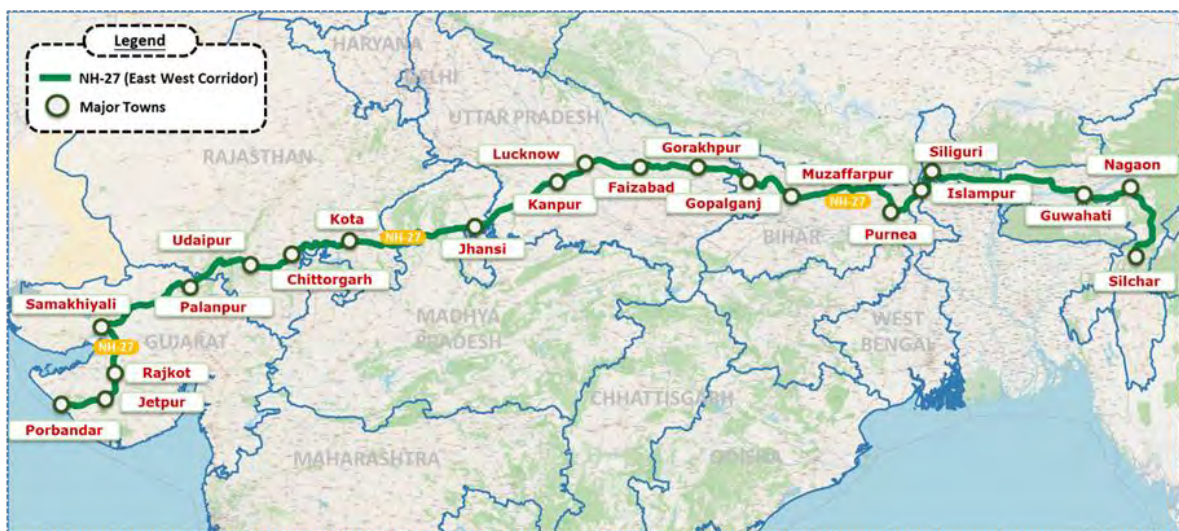 Legend
NH-27 (East West Corridor)
Major Towns
HARYANA
DELHI
UTTAR PRADESH
RAJASTHAN
Lucknow
Gorakhpur
Siliguri
Nagaon
Muzaffarpur
Faizabad
Islampur
Kanpur
Gopalganj
NH-27
Guwahati
Kota
Udaipur
NH-27
Jhansi
BIHAR
Purnea
Chittorgarh
Silchar
Samakhiyali
Palanpur
MADHYA
PRADESH
WEST
BENGAL
GUJARAT
NH-27
Rajkot
Jetpur
CHHATTISGARH
Porbandar
MAHARASHTRA
ODISHA